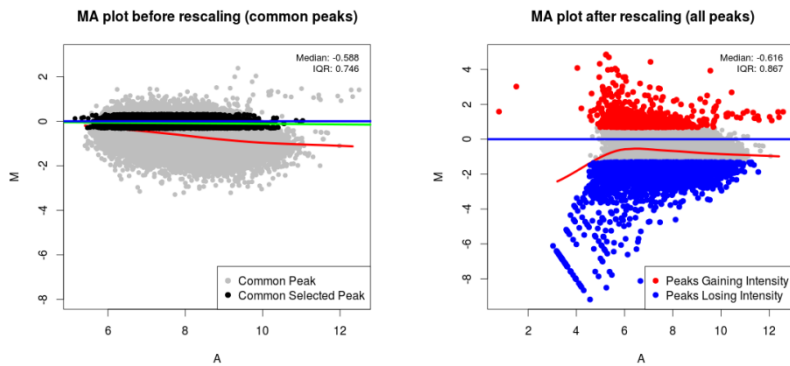 MA plot before rescaling (common peaks)
Median: -0.588
IQR: 0.746
2
0
-2
-4
-6
-8
M
Common Peak
Common Selected Peak
6
8
10
12
A
MA plot after rescaling (all peaks)
Median: -0.616
IQR: 0.867
4
2
0
-2
-4
-6
-8
M
Peaks Gaining Intensity
Peaks Losing Intensity
2
4
6
8
10
12
A